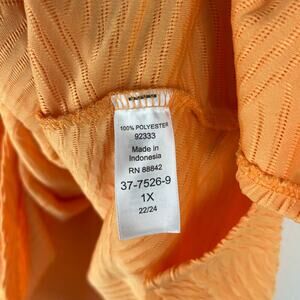 100% POLYESTER
92333
Made in
Indonesia
RN 88842
37-7526-9
1X
22/24